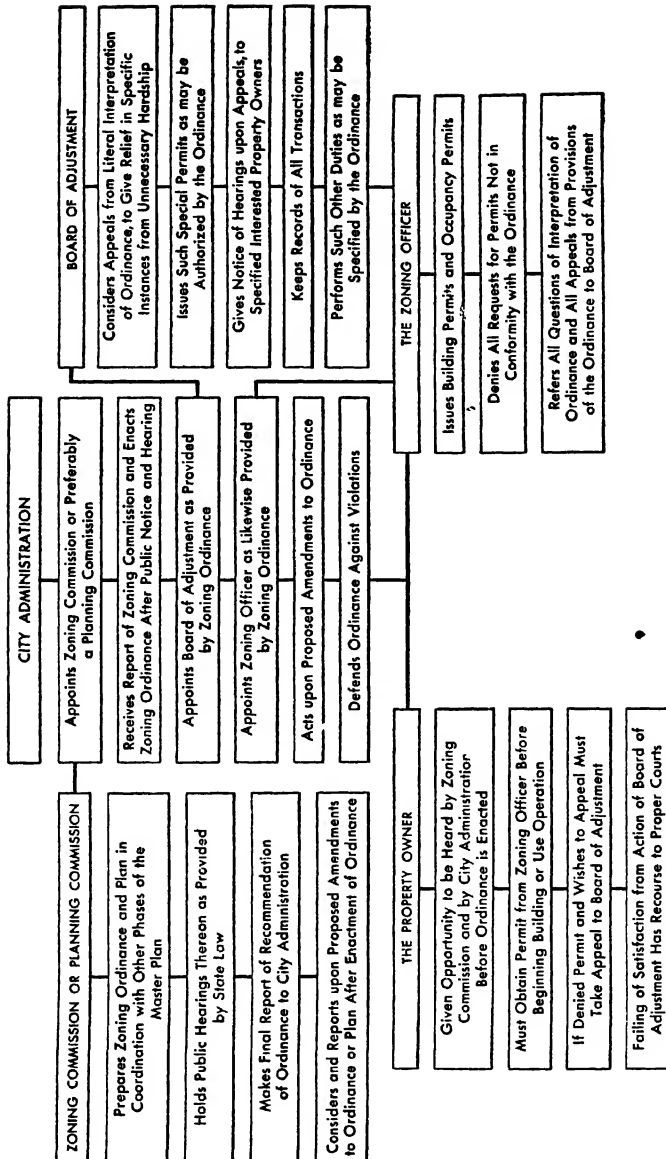 CITY ADMINISTRATION
Appoints Zoning Commission or Preferably
a Planning Commission
Receives Report of Zoning Commission and Enacts
Zoning Ordinance After Public Notice and Hearing
Appoints Board of Adjustment as Provided
by Zoning Ordinance
Appoints Zoning Officer as Likewise Provided
by Zoning Ordinance
Acts upon Proposed Amendments to Ordinance
Defends Ordinance Against Violations
ZONING COMMISSION OR PLANNING COMMISSION
Prepares Zoning Ordinance and Plan in
Coordination with Other Phases of the
Master Plan
Holds Public Hearings Thereon as Provided
by State Law
Makes Final Report of Recommendation
of Ordinance to City Administration
Considers and Reports upon Proposed Amendments
to Ordinance or Plan After Enactment of Ordinance
BOARD OF ADJUSTMENT
Considers Appeals from Literal Interpretation
of Ordinance, to Give Relief in Specific
Instances from Unnecessary Hardship
Issues Such Special Permits as may be
Authorized by the Ordinance
Gives Notice of Hearings upon Appeals, to
Specified Interested Property Owners
Keeps Records of All Transactions
Performs Such Other Duties as may be
Specified by the Ordinance
THE PROPERTY OWNER
Given Opportunity to be Heard by Zoning
Commission and by City Administration
Before Ordinance is Enacted
Must Obtain Permit from Zoning Officer Before
Beginning Building or Use Operation
If Denied Permit and Wishes to Appeal Must
Take Appeal to Board of Adjustment
Failing of Satisfaction from Action of Board of
Adjustment Has Recourse to Proper Courts
THE ZONING OFFICER
Issues Building Permits and Occupancy Permits
Denies All Requests for Permits Not in
Conformity with the Ordinance
Refers All Questions of Interpretation of
Ordinance and All Appeals from Provisions
of the Ordinance to Board of Adjustment